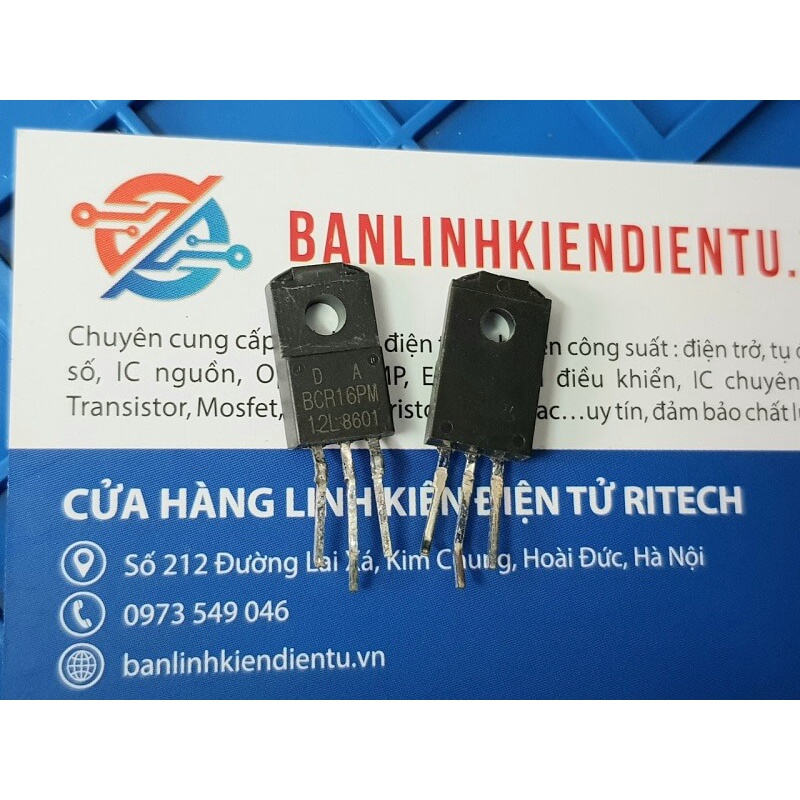 BANLINHKIENDIENTU.
Chuyên cung cấp điện công suất : điện trở, tụ
số, IC nguồn, điều khiển, IC chuyên
Transistor, Mosfet, uy tín, đảm bảo chất
D A
BCR16PM
12L8601
CỬA HÀNG LINH KIỆN ĐIỆN TỬ RITECH
Số 212 Đường Lai Xá, Kim Chung, Hoài Đức, Hà Nội
0973 549 046
banlinhkiendientu.vn